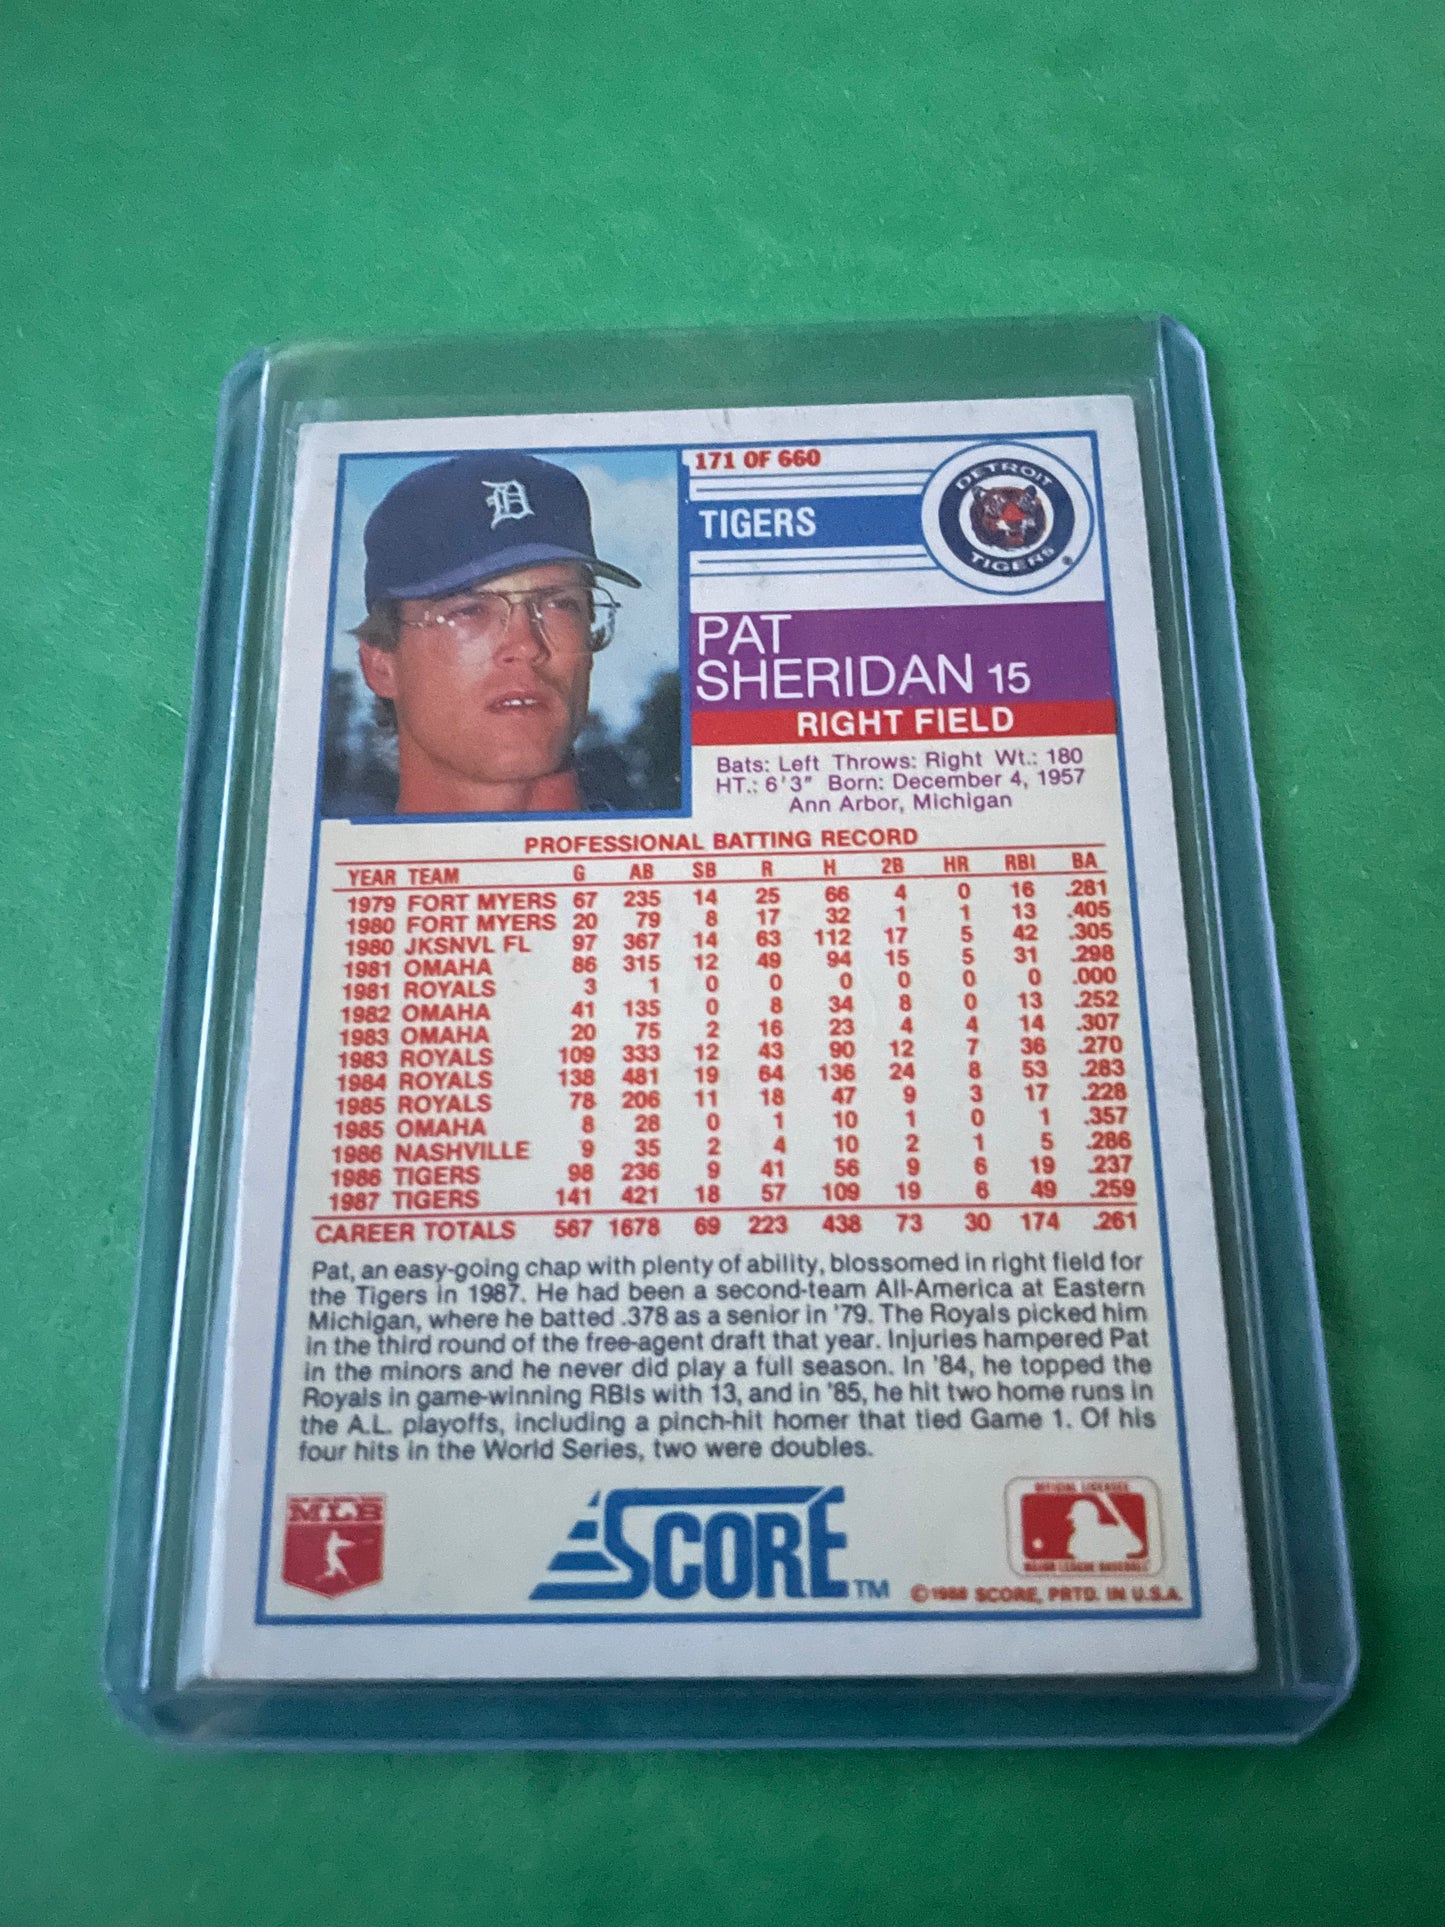 171 OF 660
TIGERS
DETROIT
TIGERS
D
PAT
SHERIDAN 15
RIGHT FIELD
Bats: Left Throws: Right Wt.: 180
HT.: 6'3" Born: December 4, 1957
Ann Arbor, Michigan
PROFESSIONAL BATTING RECORD
YEAR TEAM G AB SB R H 2B HR RBI BA
1979 FORT MYERS 67 235 14 25 66 4 0 16 .281
1980 FORT MYERS 20 79 8 17 32 1 1 13 .405
1980 JKSNVL FL 97 367 14 63 112 17 5 42 .305
1981 OMAHA 86 315 12 49 94 15 5 31 .298
1981 ROYALS 3 1 0 0 0 0 0 0 .000
1982 OMAHA 41 135 0 8 34 8 0 13 .252
1983 OMAHA 20 75 2 16 23 4 4 14 .307
1983 ROYALS 109 333 12 43 90 12 7 36 .270
1984 ROYALS 138 481 19 64 136 24 8 53 .283
1985 ROYALS 78 206 11 18 47 9 3 17 .228
1985 OMAHA 8 28 0 1 10 1 0 1 .357
1986 NASHVILLE 9 35 2 4 10 2 1 5 .286
1986 TIGERS 98 236 9 41 56 9 6 19 .237
1987 TIGERS 141 421 18 57 109 19 6 49 .259
CAREER TOTALS 567 1678 69 223 438 73 30 174 .261
Pat, an easy-going chap with plenty of ability, blossomed in right field for
the Tigers in 1987. He had been a second-team All-America at Eastern
Michigan, where he batted .378 as a senior in '79. The Royals picked him
in the third round of the free-agent draft that year. Injuries hampered Pat
in the minors and he never did play a full season. In '84, he topped the
Royals in game-winning RBIs with 13, and in '85, he hit two home runs in
the A.L. playoffs, including a pinch-hit homer that tied Game 1. Of his
four hits in the World Series, two were doubles.
MLB
SCORE TM
OFFICIAL LICENSEE
MAJOR LEAGUE BASEBALL
©1988 SCORE, PRTD. IN U.S.A.